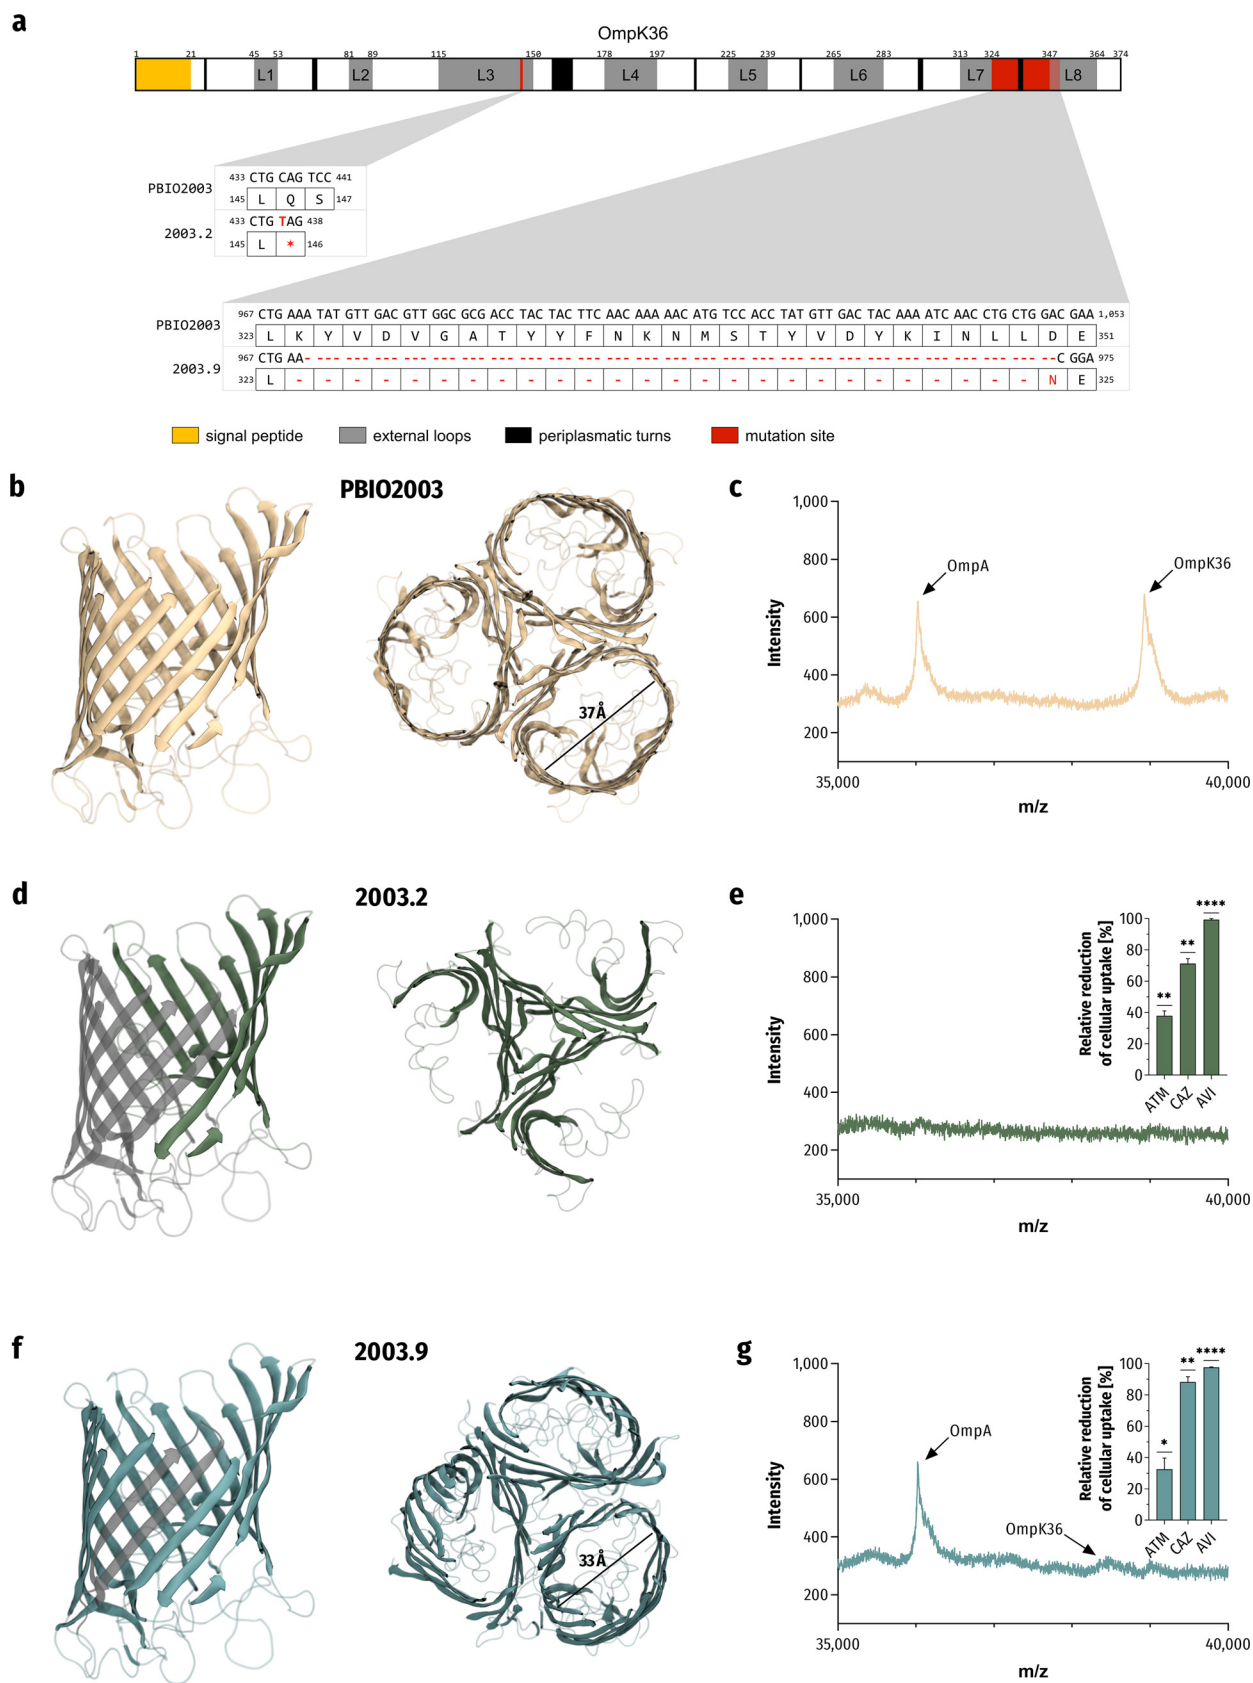 a
OmpK36
1 21 45 53 81 89 115 150 178 197 225 239 265 283 313 324 347 364 374
L1 L2 L3 L4 L5 L6 L7 L8
PBIO2003
433 CTG CAG TCC 441
145 L Q S 147
2003.2
433 CTG TAG 438
145 L * 146
PBIO2003
967 CTG AAA TAT GTT GAC GTT GGC GCG ACC TAC TAC TTC AAC AAA AAC ATG TCC ACC TAT GTT GAC TAC AAA ATC AAC CTG CTG GAC GAA 1,053
323 L K Y V D V G A T Y Y F N K N M S T Y V D Y K I N L L D E 351
2003.9
967 CTG AA- --- --- --- --- --- --- --- --- --- --- --- --- --- --- --- --- --- --- --- --- --- --- --- --- --- --C GGA 975
323 L - - - - - - - - - - - - - - - - - - - - - - - - - - N E 325
signal peptide external loops periplasmatic turns mutation site
b
PBIO2003
37Å
c
1,000
800
600
400
200
Intensity
OmpA
OmpK36
35,000 40,000
m/z
d
2003.2
e
1,000
800
600
400
200
Intensity
35,000 40,000
m/z
Relative reduction
of cellular uptake [%]
100
80
60
40
20
0
** ** ****
ATM CAZ AVI
f
2003.9
33Å
g
1,000
800
600
400
200
Intensity
OmpA
OmpK36
35,000 40,000
m/z
Relative reduction
of cellular uptake [%]
100
80
60
40
20
0
* ** ****
ATM CAZ AVI